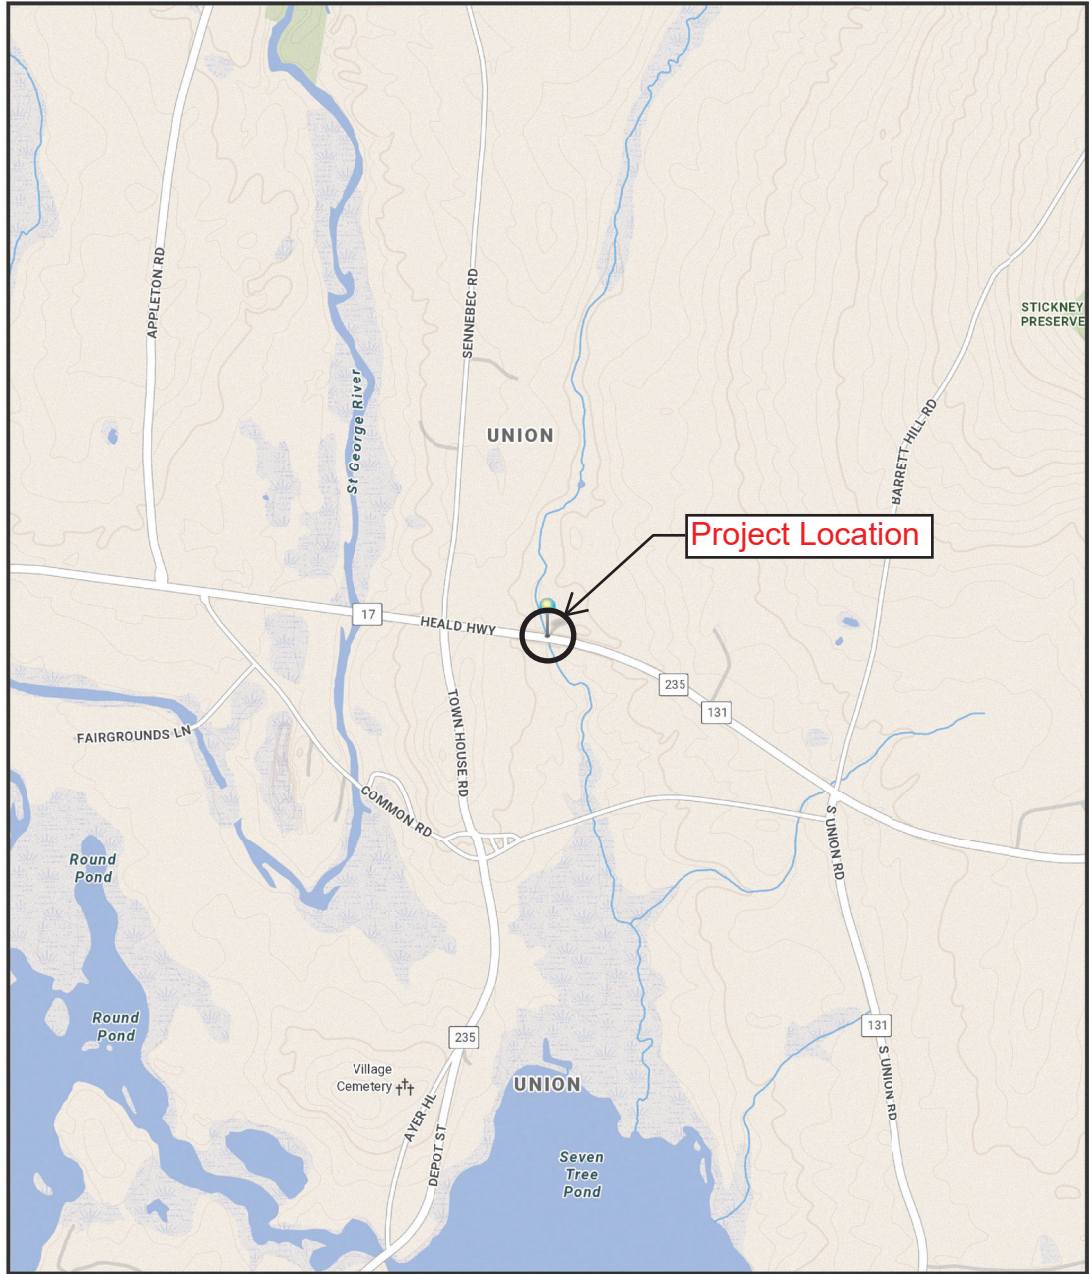 APPLETON RD
SENNEBEC RD
STICKNEY
PRESERVE
St George River
BARRETT HILL RD
UNION
Project Location
17
HEALD HWY
235
131
TOWN HOUSE RD
FAIRGROUNDS LN
COMMON RD
S UNION RD
Round
Pond
Round
Pond
131
235
S UNION RD
Village
Cemetery
UNION
AYER HL
DEPOT ST
Seven
Tree
Pond